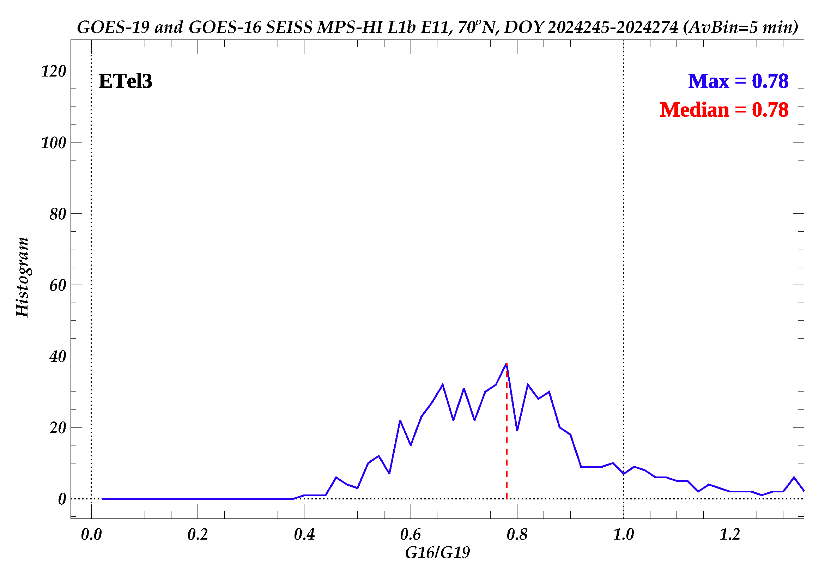 GOES-19 and GOES-16 SEISS MPS-HI L1b E11, 70°N, DOY 2024245-2024274 (AvBin=5 min)
ETel3
Max = 0.78
Median = 0.78
Histogram
120
100
80
60
40
20
0
0.0 0.2 0.4 0.6 0.8 1.0 1.2
G16/G19